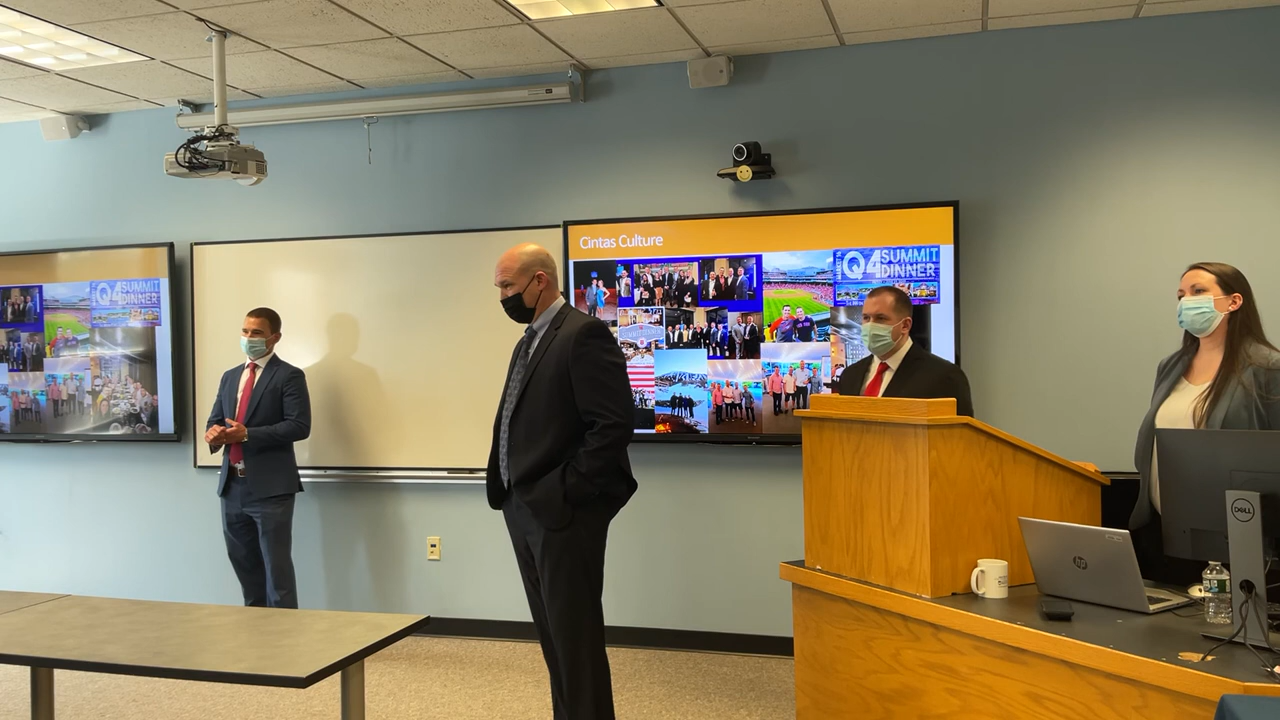 Q4 SUMMIT
DINNER
Cintas Culture
Q4 SUMMIT
DINNER
hp
DELL